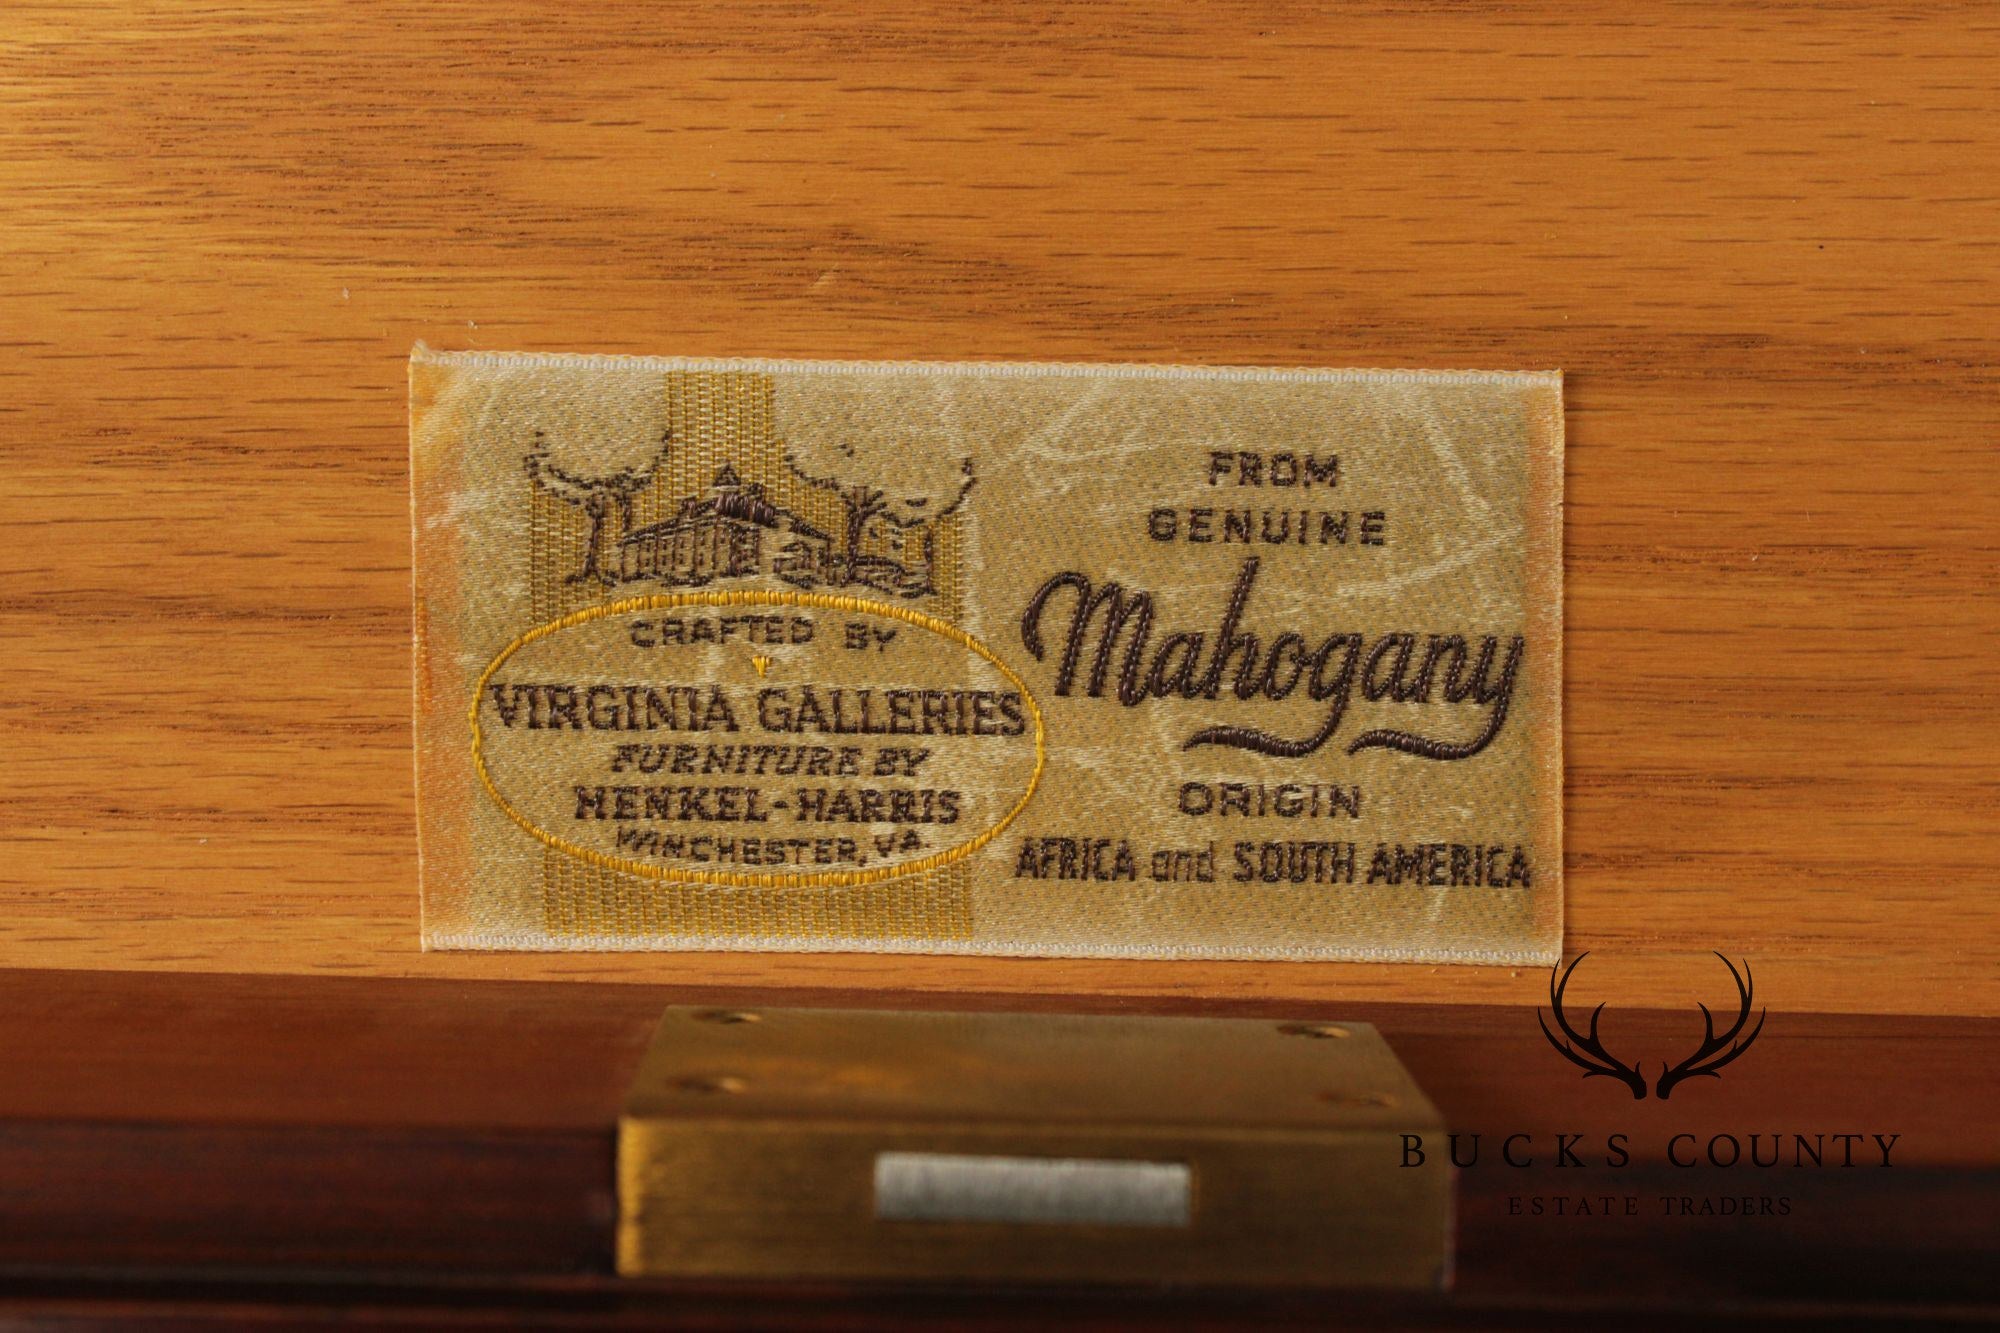 CRAFTED BY
VIRGINIA GALLERIES
FURNITURE BY
HENKEL-HARRIS
WINCHESTER, VA.
FROM
GENUINE
Mahogany
ORIGIN
AFRICA and SOUTH AMERICA
BUCKS COUNTY
ESTATE TRADERS